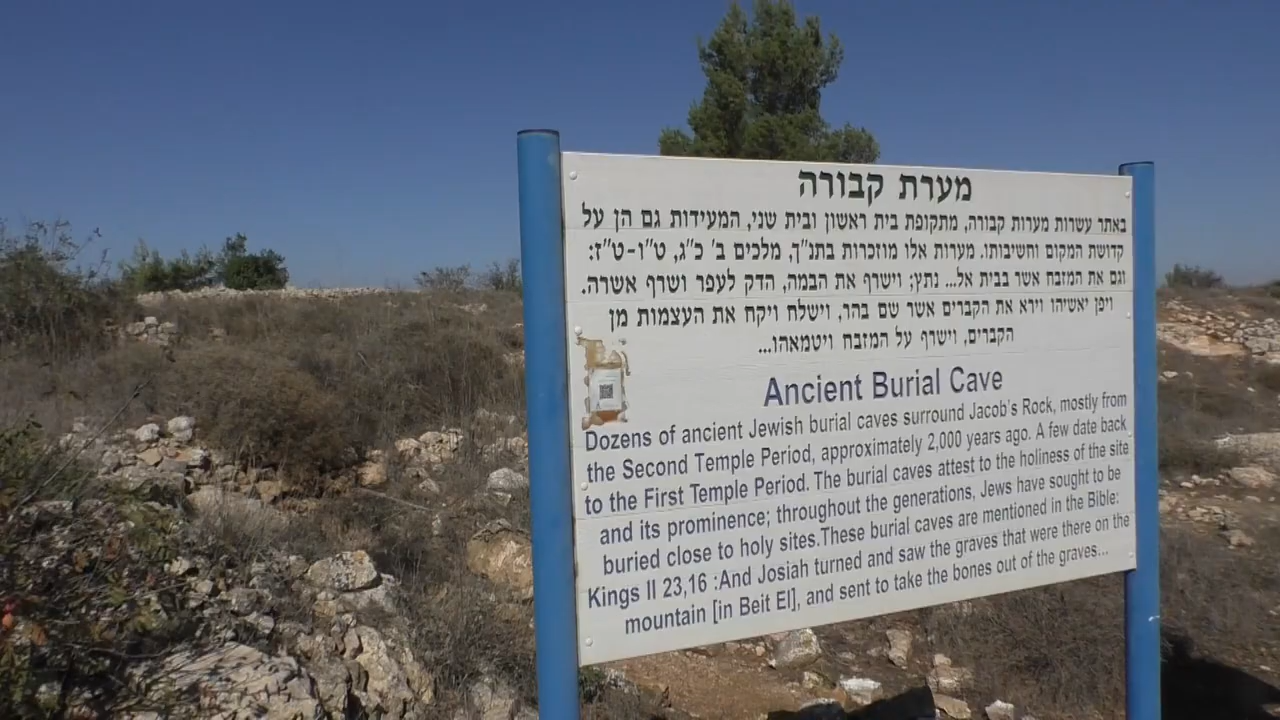 מערת קבורה
באתר עשרות מערות קבורה, מתקופת בית ראשון ובית שני, המעידות גם הן על
קדושת המקום וחשיבותו. מערות אלו מוזכרות בתנ"ך, מלכים ב' כ"ג, ט"ו-ט"ז:
וגם את המזבח אשר בבית אל... נתץ; וישרף את הבמה, הדק לעפר ושרף אשרה.
ויפן יאשיהו וירא את הקברים אשר שם בהר, וישלח ויקח את העצמות מן
הקברים, וישרף על המזבח ויטמאהו...
Ancient Burial Cave
Dozens of ancient Jewish burial caves surround Jacob's Rock, mostly from
the Second Temple Period, approximately 2,000 years ago. A few date back
to the First Temple Period. The burial caves attest to the holiness of the site
and its prominence; throughout the generations, Jews have sought to be
buried close to holy sites.These burial caves are mentioned in the Bible:
Kings II 23,16 :And Josiah turned and saw the graves that were there on the
mountain [in Beit El], and sent to take the bones out of the graves...